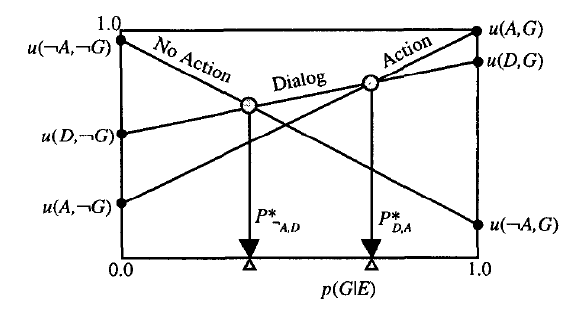 1.0
u(A,G)
u(¬A,¬G)
No Action
Action
Dialog
u(D,G)
u(D,¬G)
u(A,¬G)
P*¬A,D
P*D,A
u(¬A,G)
0.0
1.0
p(G|E)